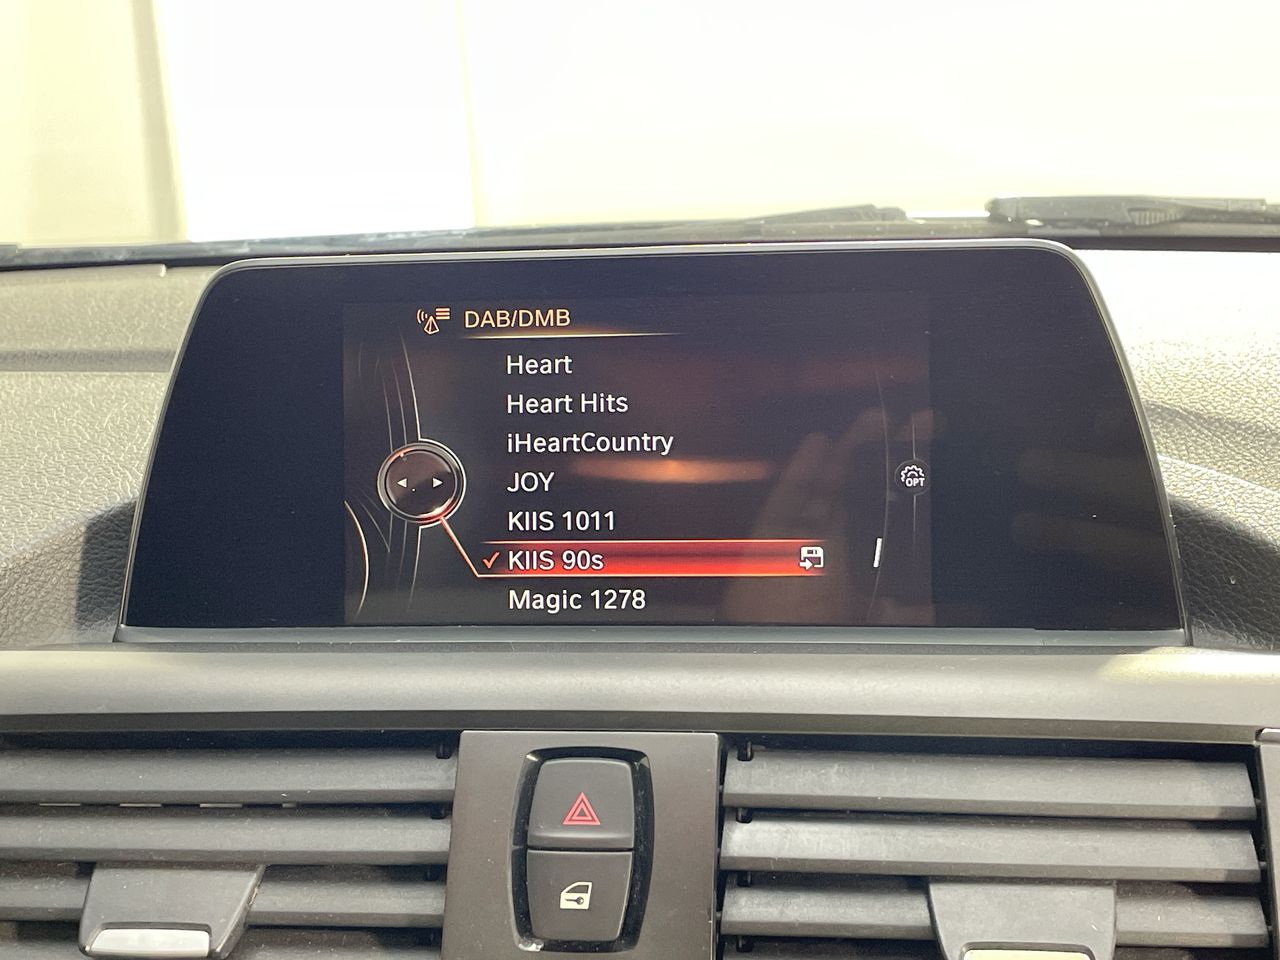 DAB/DMB
Heart
Heart Hits
iHeartCountry
JOY
OPT
KIIS 1011
KIIS 90s
Magic 1278